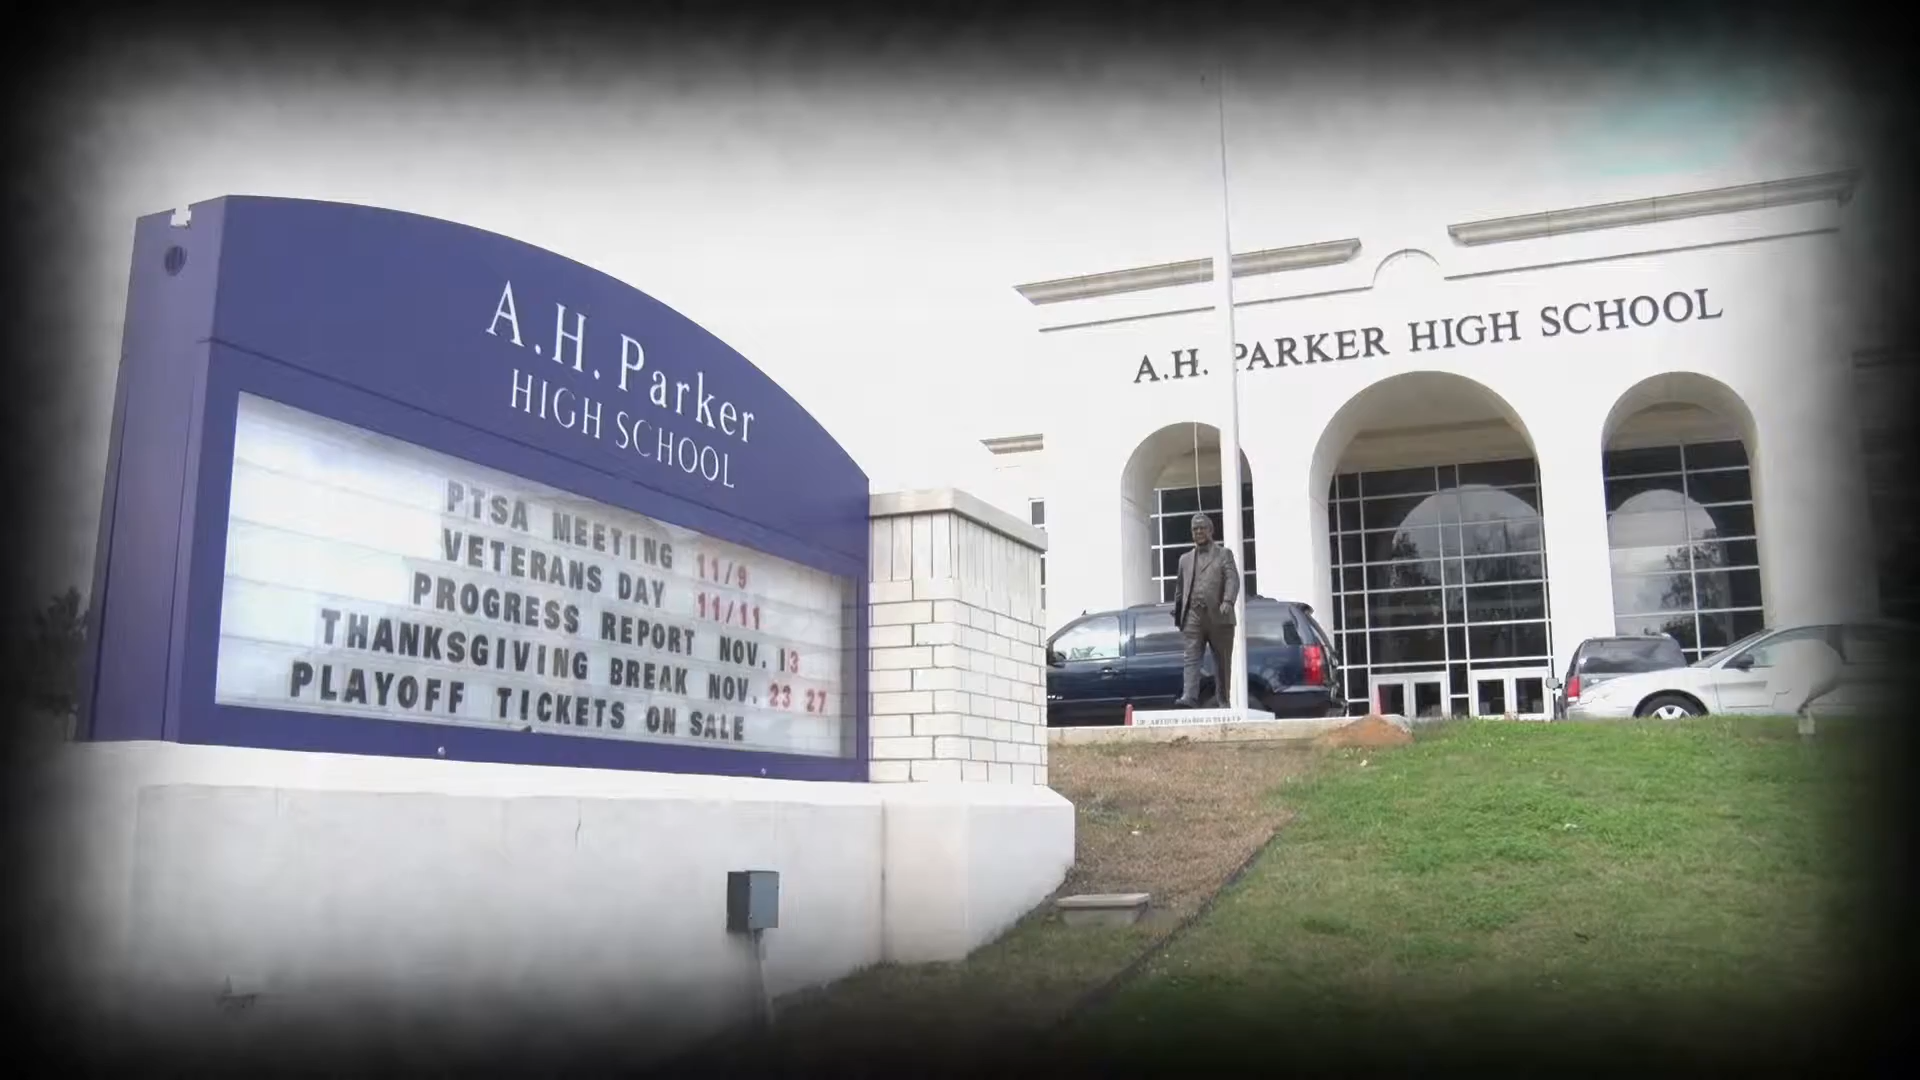 A.H. Parker
HIGH SCHOOL
PTSA MEETING 11/9
VETERANS DAY 11/11
PROGRESS REPORT NOV. 13
THANKSGIVING BREAK NOV. 23 27
PLAYOFF TICKETS ON SALE
A.H. PARKER HIGH SCHOOL